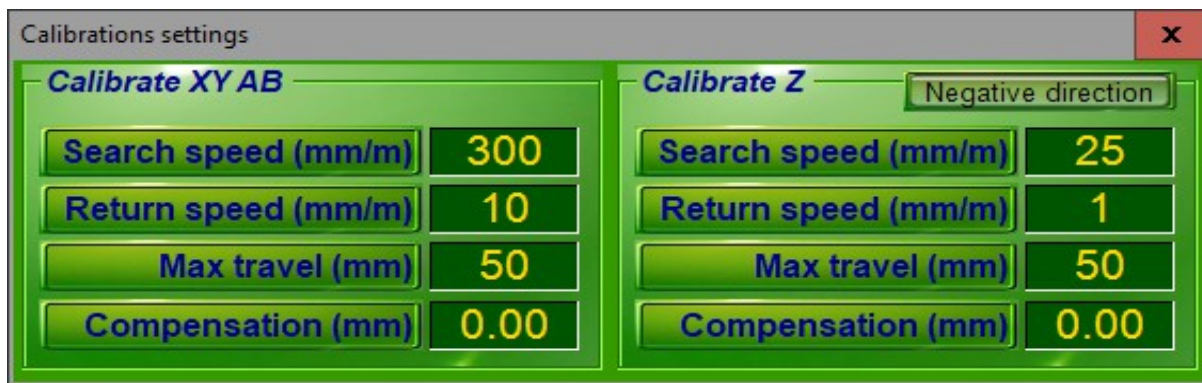 Calibrations settings
x
Calibrate XY AB
Search speed (mm/m) 300
Return speed (mm/m) 10
Max travel (mm) 50
Compensation (mm) 0.00
Calibrate Z
Negative direction
Search speed (mm/m) 25
Return speed (mm/m) 1
Max travel (mm) 50
Compensation (mm) 0.00